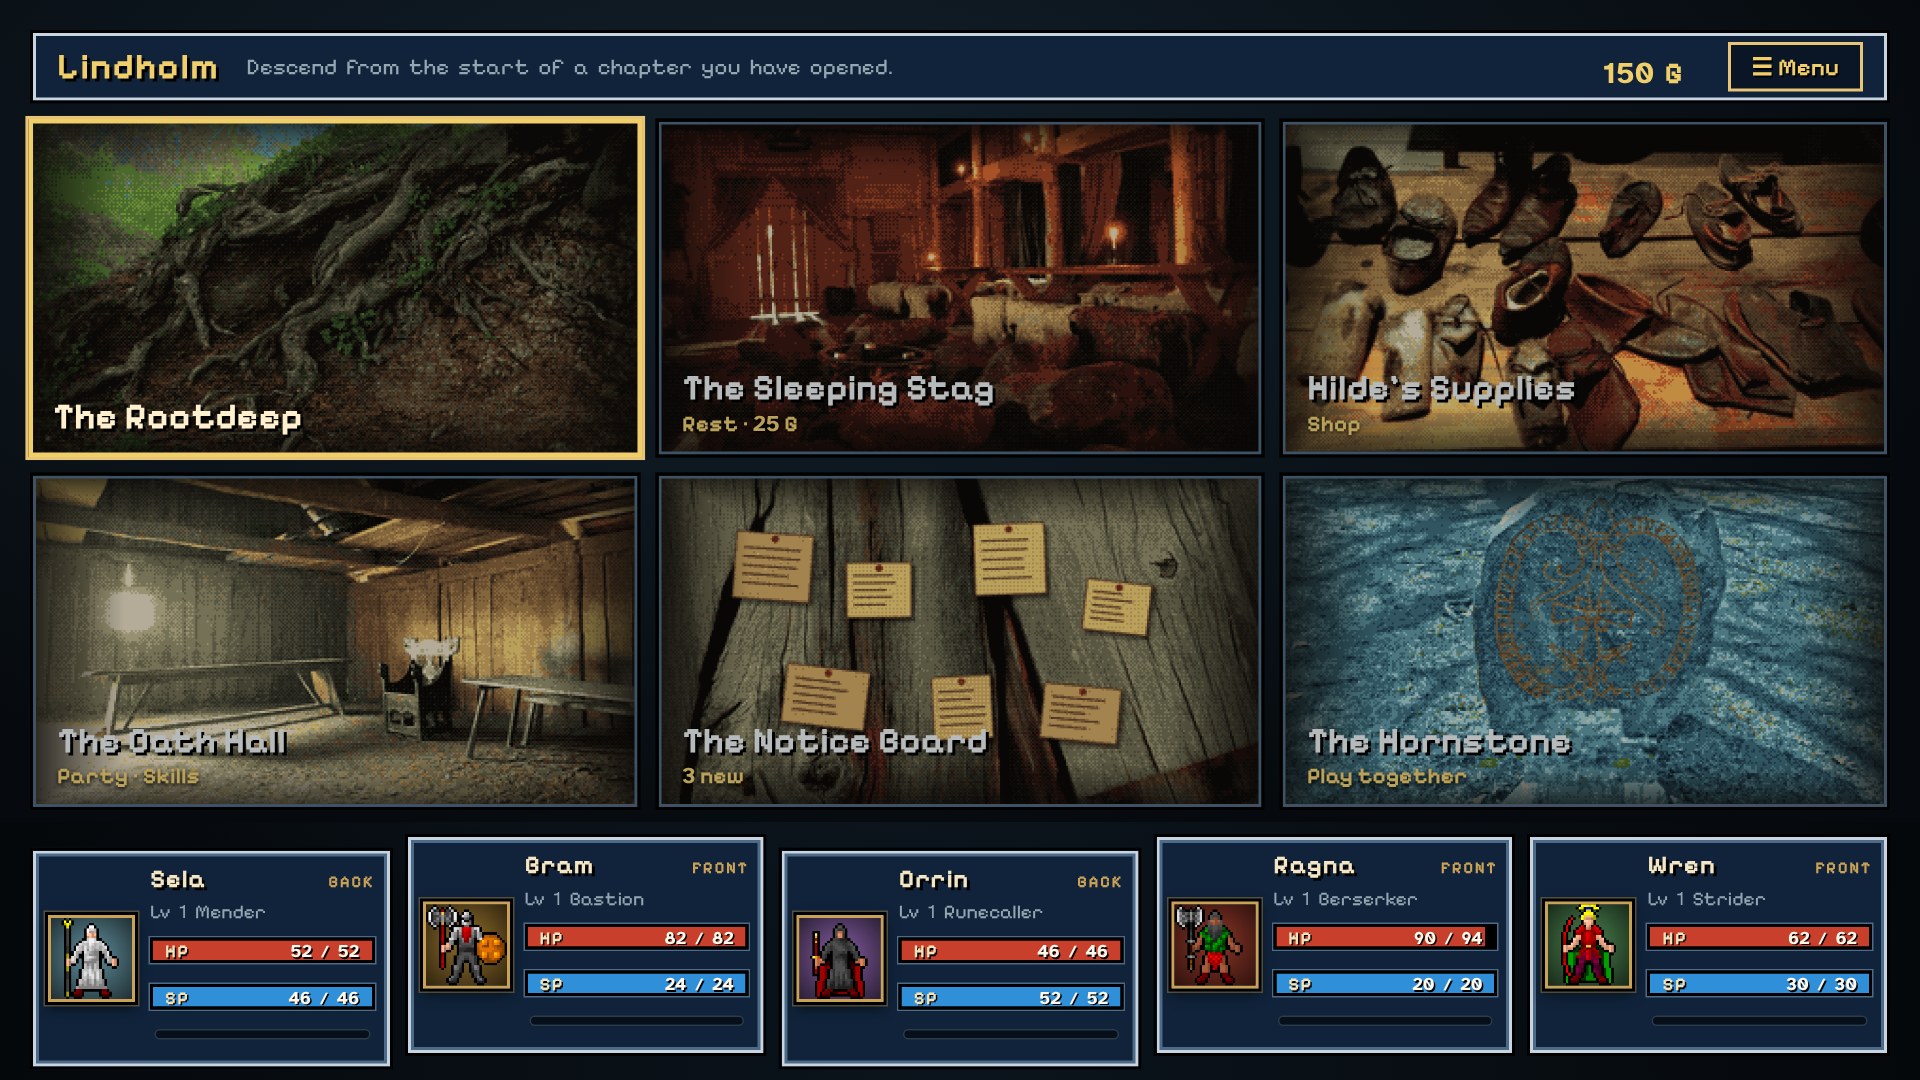 Lindholm
Descend from the start of a chapter you have opened.
150 G
☰ Menu
The Rootdeep
The Sleeping Stag
Rest · 25 G
Hilde's Supplies
Shop
The Oath Hall
Party · Skills
The Notice Board
3 new
The Hornstone
Play together
Sela
BACK
Lv 1 Mender
HP 52 / 52
SP 46 / 46
Bram
FRONT
Lv 1 Bastion
HP 82 / 82
SP 24 / 24
Orrin
BACK
Lv 1 Runecaller
HP 46 / 46
SP 52 / 52
Ragna
FRONT
Lv 1 Berserker
HP 90 / 94
SP 20 / 20
Wren
FRONT
Lv 1 Strider
HP 62 / 62
SP 30 / 30